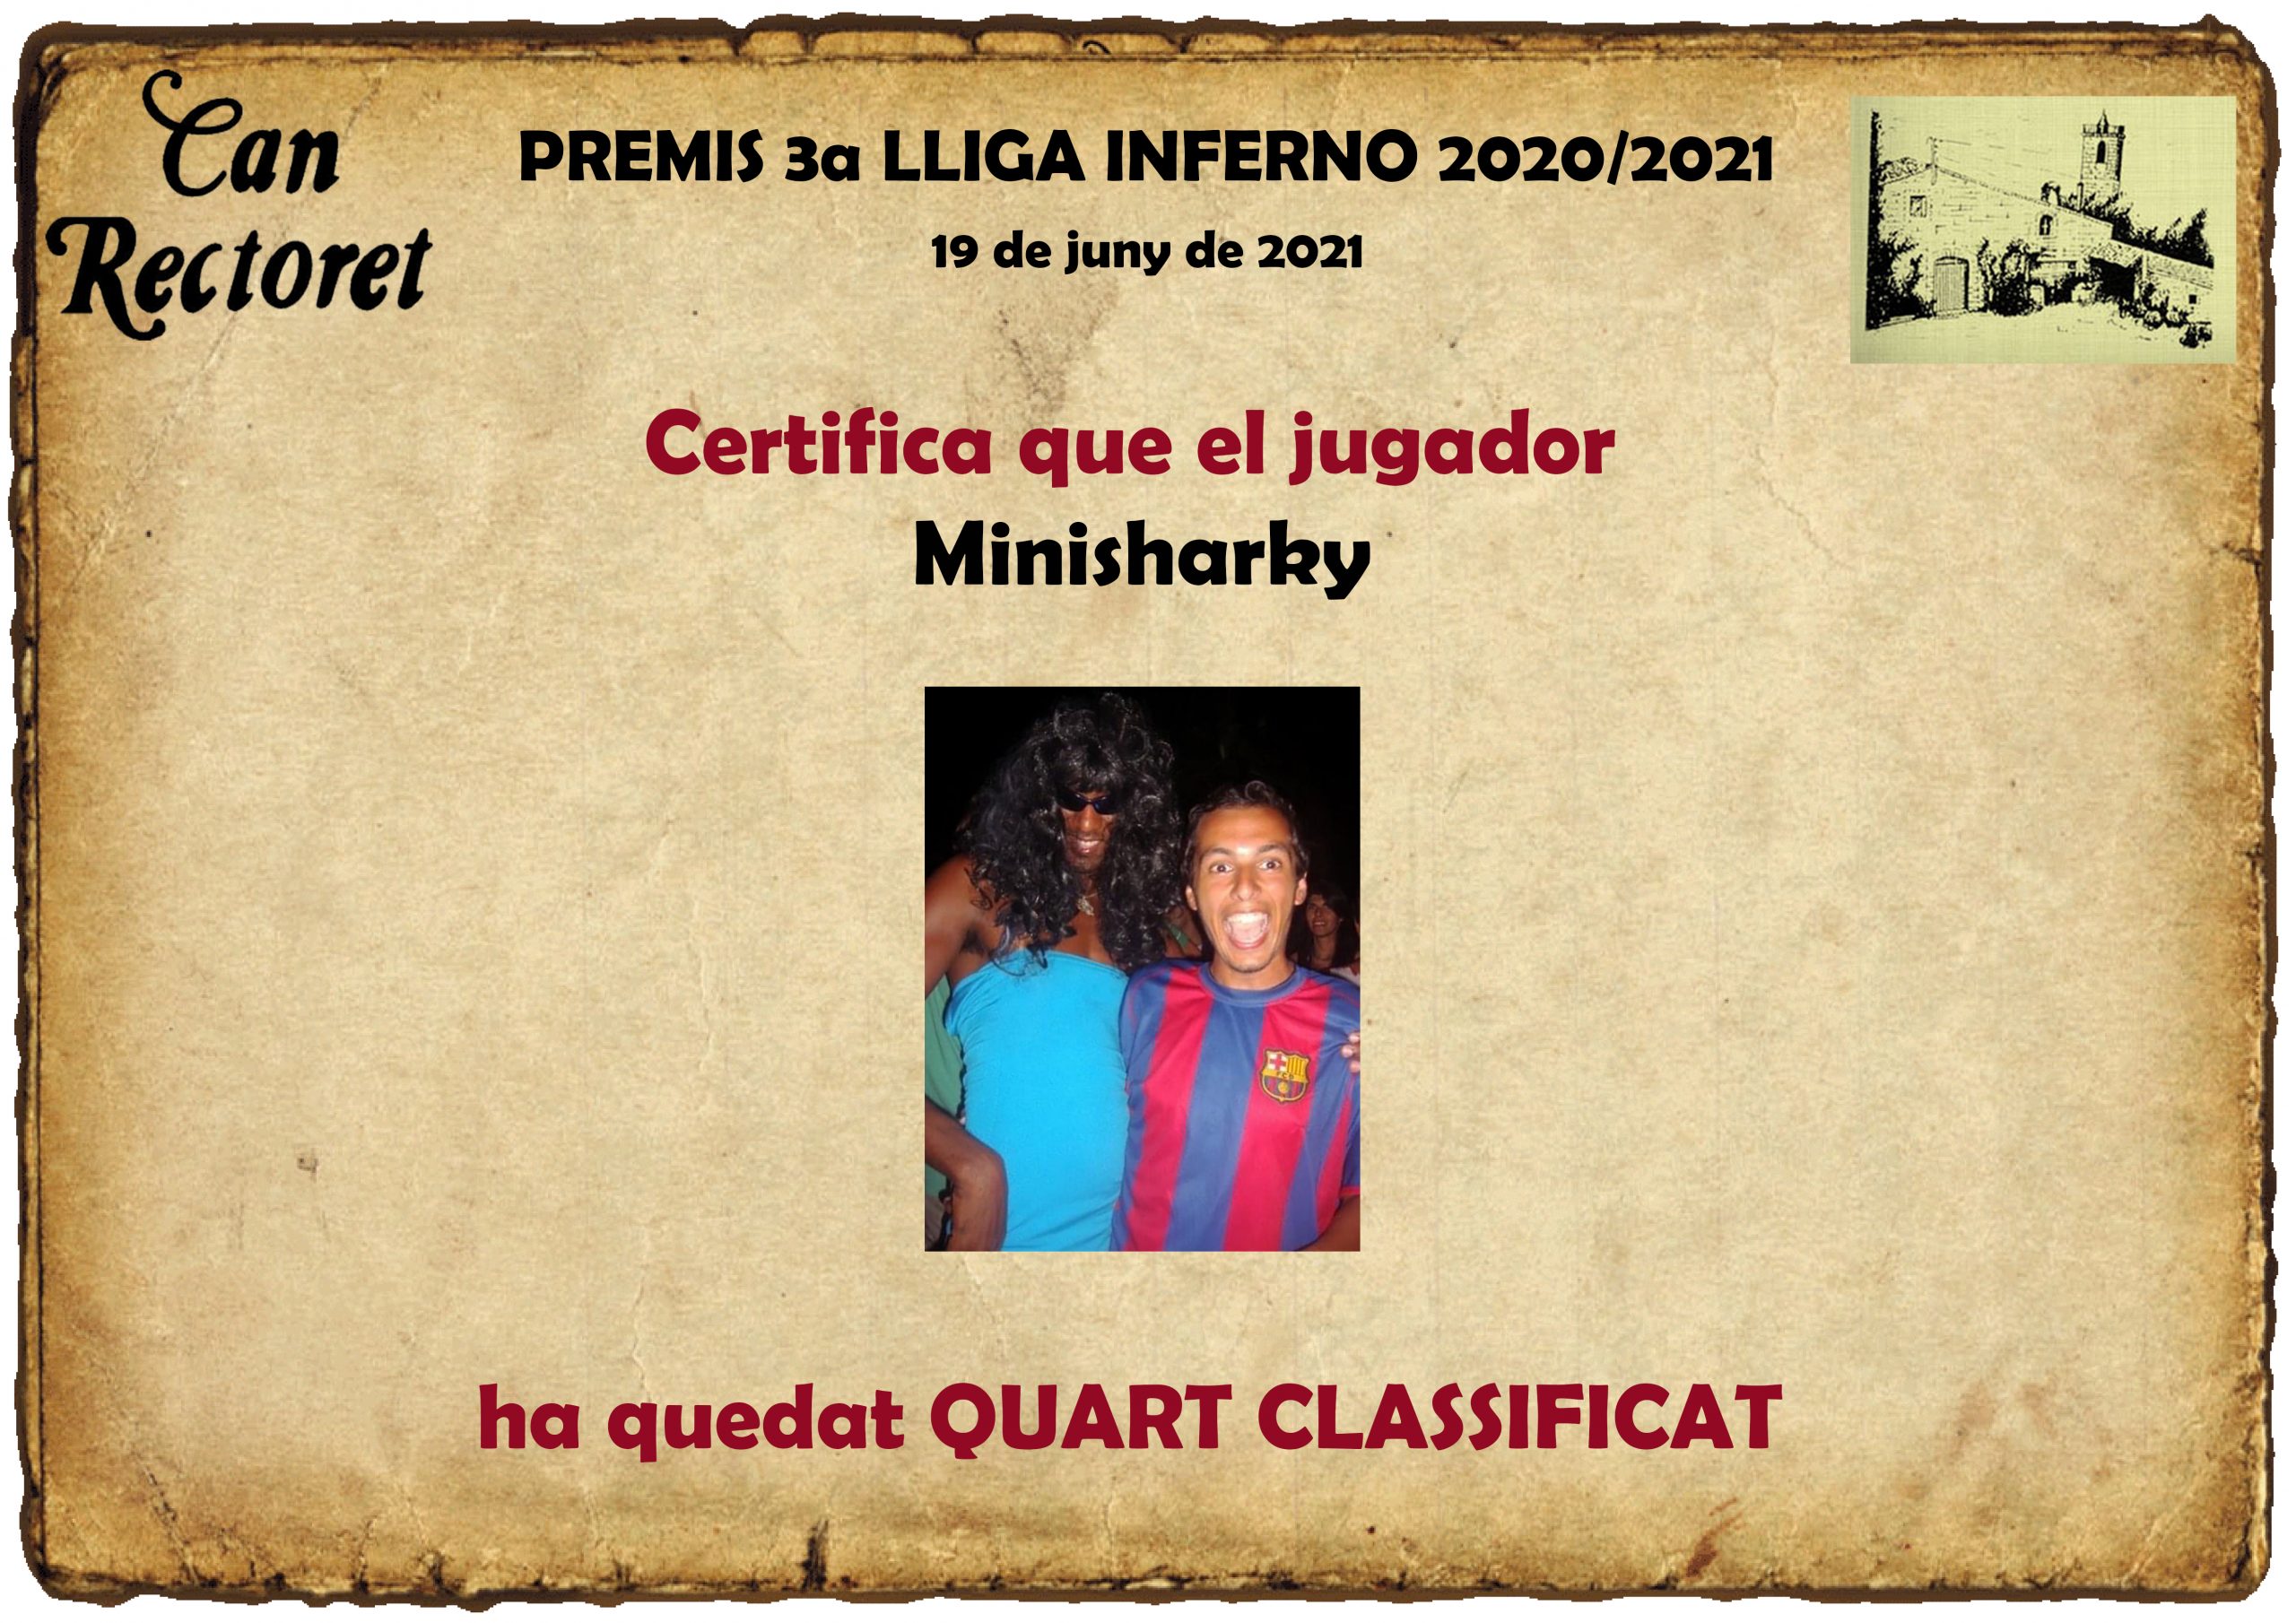 Can
Rectoret
PREMIS 3a LLIGA INFERNO 2020/2021
19 de juny de 2021
Certifica que el jugador
Minisharky
FCB
ha quedat QUART CLASSIFICAT